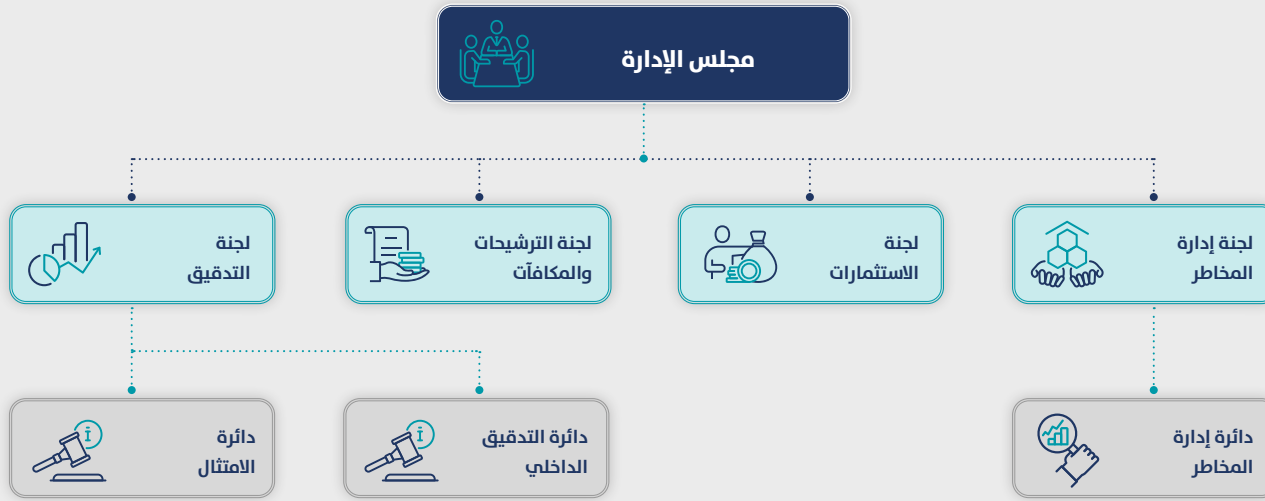 مجلس الإدارة
لجنة إدارة
المخاطر
لجنة
الاستثمارات
لجنة الترشيحات
والمكافآت
لجنة
التدقيق
دائرة إدارة
المخاطر
دائرة التدقيق
الداخلي
دائرة
الامتثال